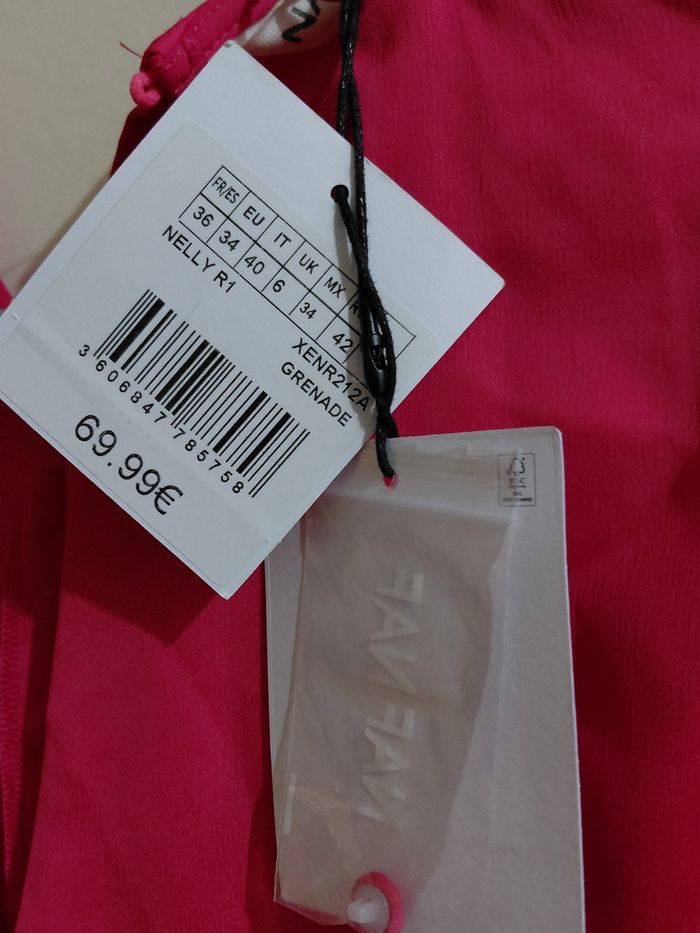 FR/ES EU IT UK MX
36 34 40 6 34 42
NELLY R1
XENR212A
GRENADE
3 606847 785758
69.99€
NAF NAF